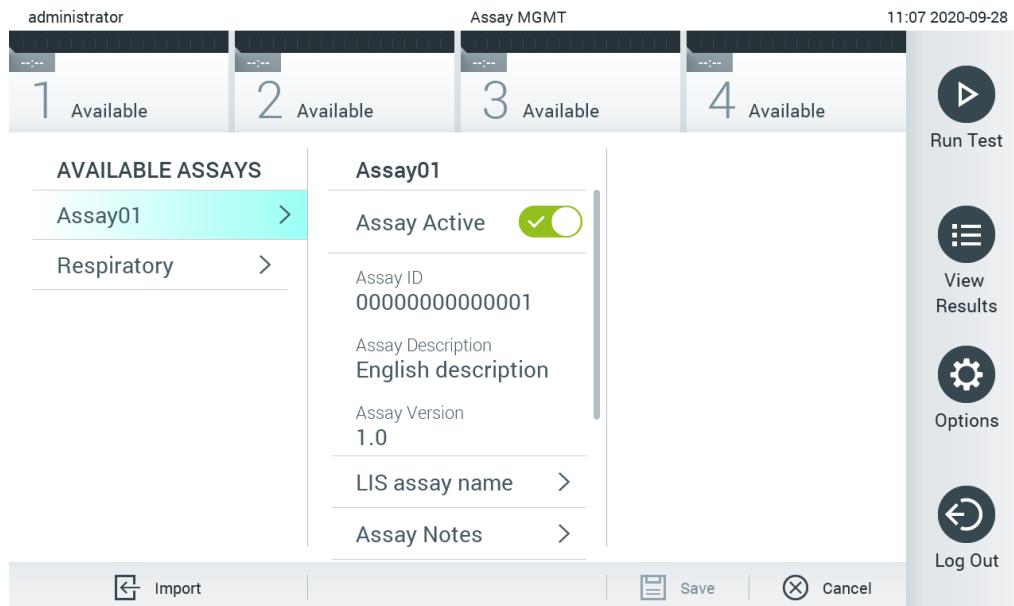 administrator Assay MGMT 11:07 2020-09-28
--:-- --:-- --:-- --:--
1 Available 2 Available 3 Available 4 Available
Run Test
AVAILABLE ASSAYS
Assay01
Respiratory
Assay01
Assay Active
Assay ID
00000000000001
Assay Description
English description
Assay Version
1.0
LIS assay name
Assay Notes
View
Results
Options
Log Out
Import Save Cancel